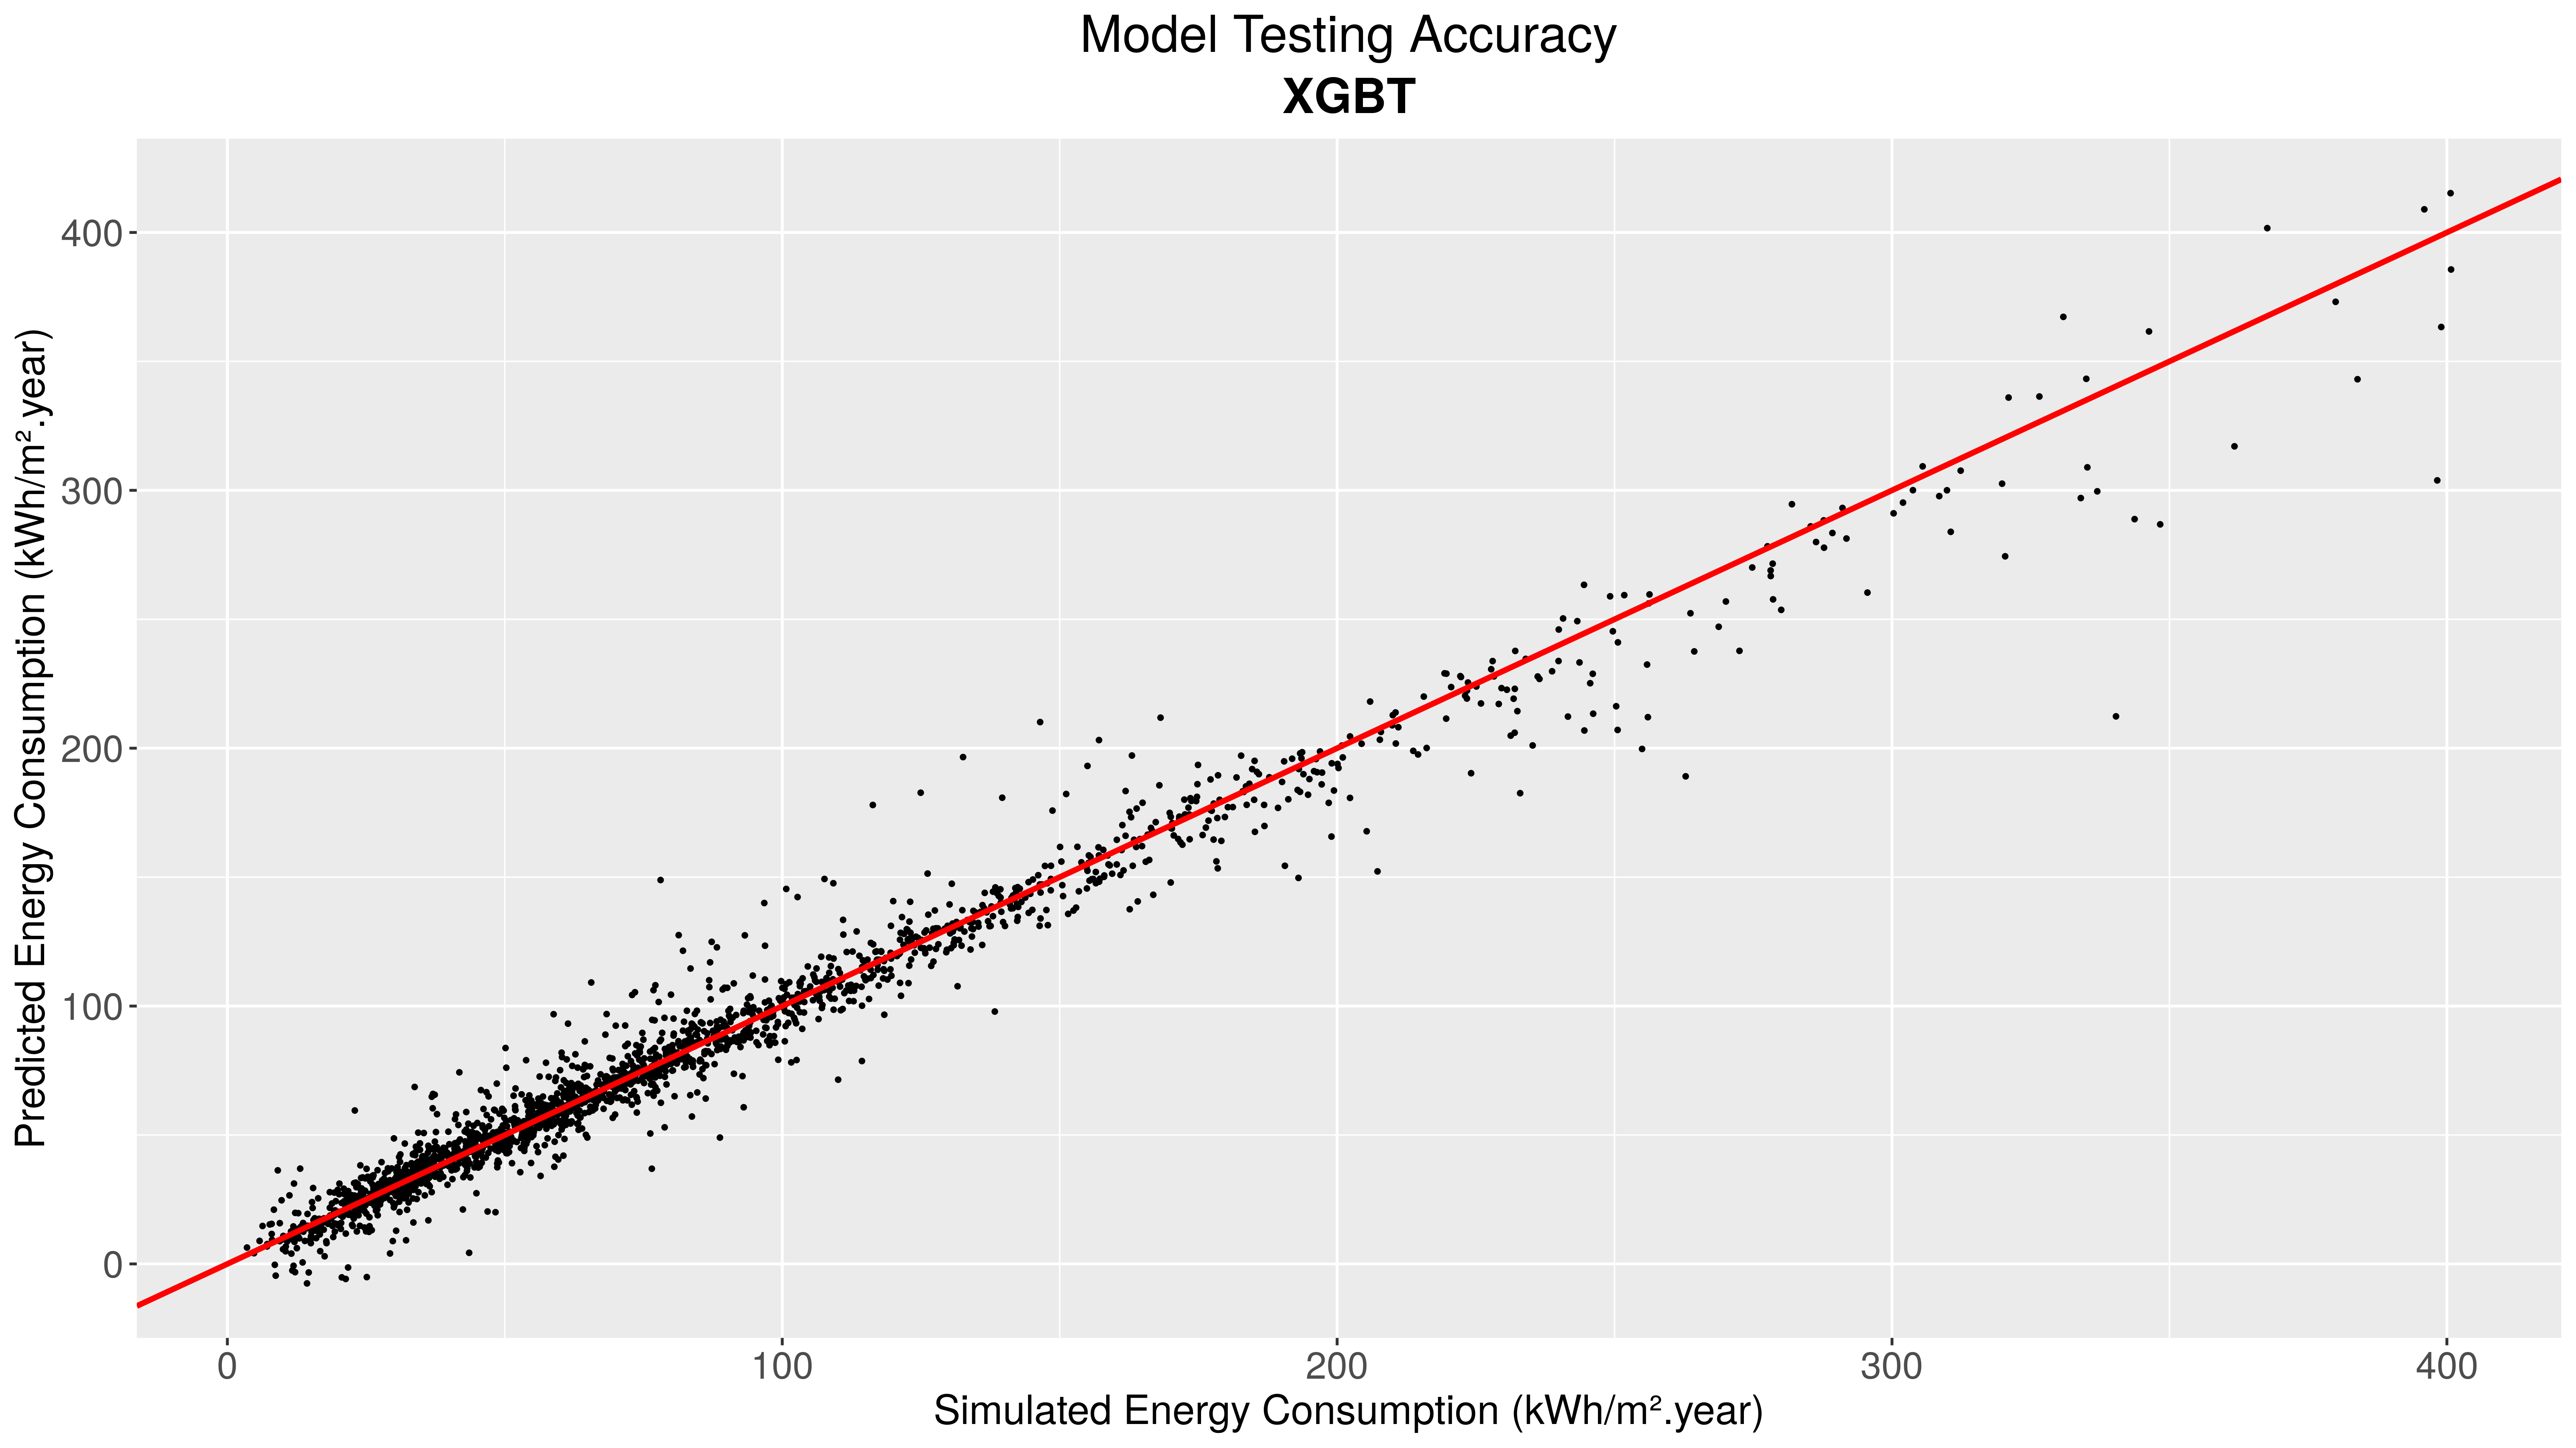 Model Testing Accuracy
XGBT
Predicted Energy Consumption (kWh/m².year)
400
300
200
100
0
0 100 200 300 400
Simulated Energy Consumption (kWh/m².year)